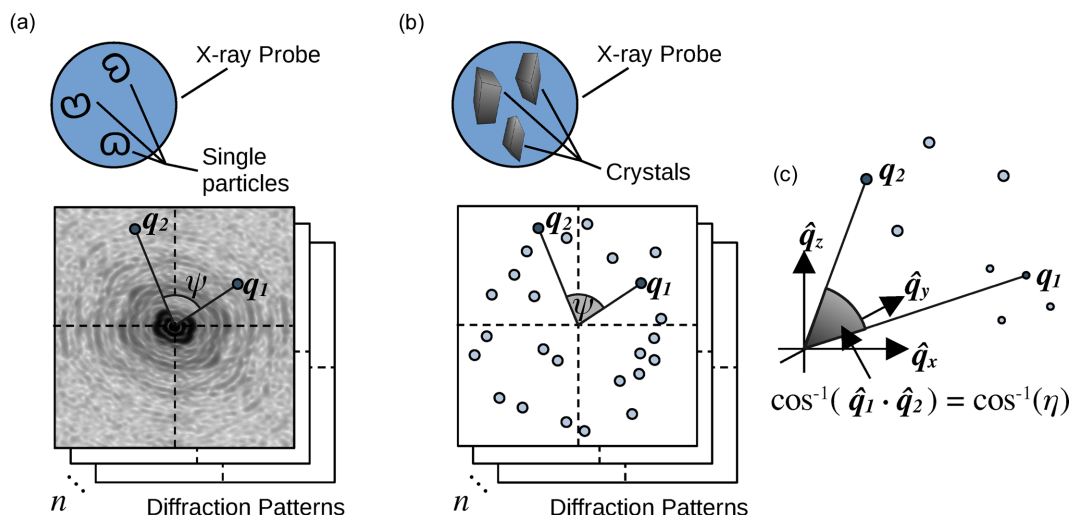 (a)
X-ray Probe
Single
particles
q2
ψ
q1
n
Diffraction Patterns
(b)
X-ray Probe
Crystals
q2
ψ
q1
n
Diffraction Patterns
(c)
q2
q̂z
q̂y
q1
q̂x
cos⁻¹( q̂1 · q̂2 ) = cos⁻¹(η)